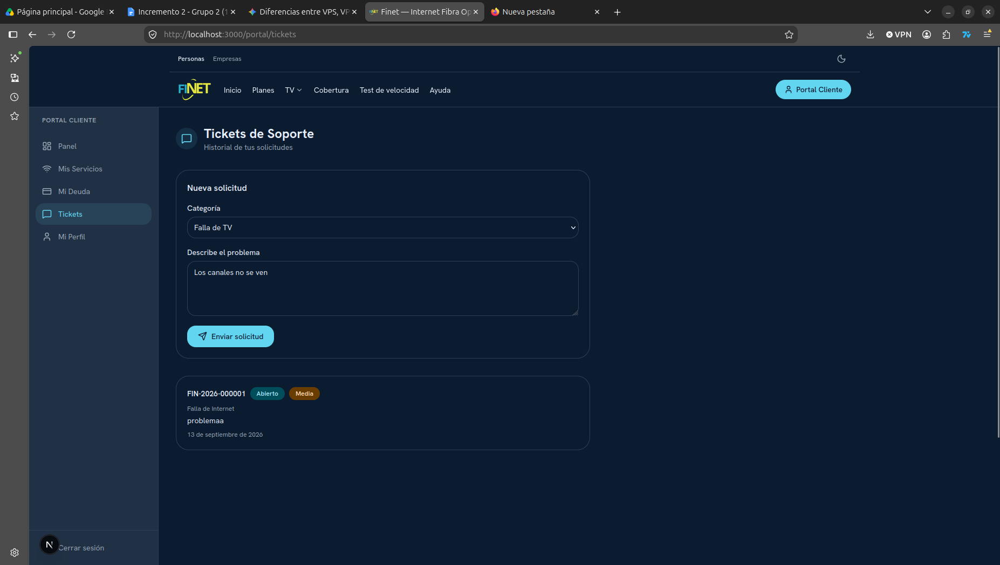 Página principal - Google
Incremento 2 - Grupo 2 (1
Diferencias entre VPS, VP
Finet — Internet Fibra Op
Nueva pestaña
http://localhost:3000/portal/tickets
VPN
Personas
Empresas
FINET
Inicio
Planes
TV
Cobertura
Test de velocidad
Ayuda
Portal Cliente
PORTAL CLIENTE
Panel
Mis Servicios
Mi Deuda
Tickets
Mi Perfil
Cerrar sesión
N
Tickets de Soporte
Historial de tus solicitudes
Nueva solicitud
Categoría
Falla de TV
Describe el problema
Los canales no se ven
Enviar solicitud
FIN-2026-000001 Abierto Media
Falla de Internet
problemaa
13 de septiembre de 2026